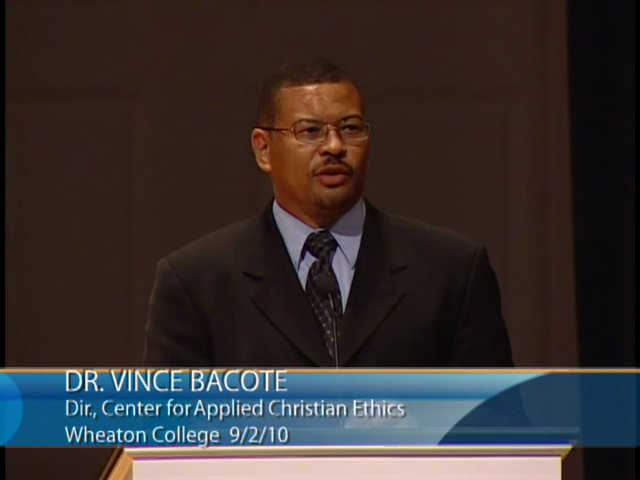 DR. VINCE BACOTE
Dir., Center for Applied Christian Ethics
Wheaton College 9/2/10